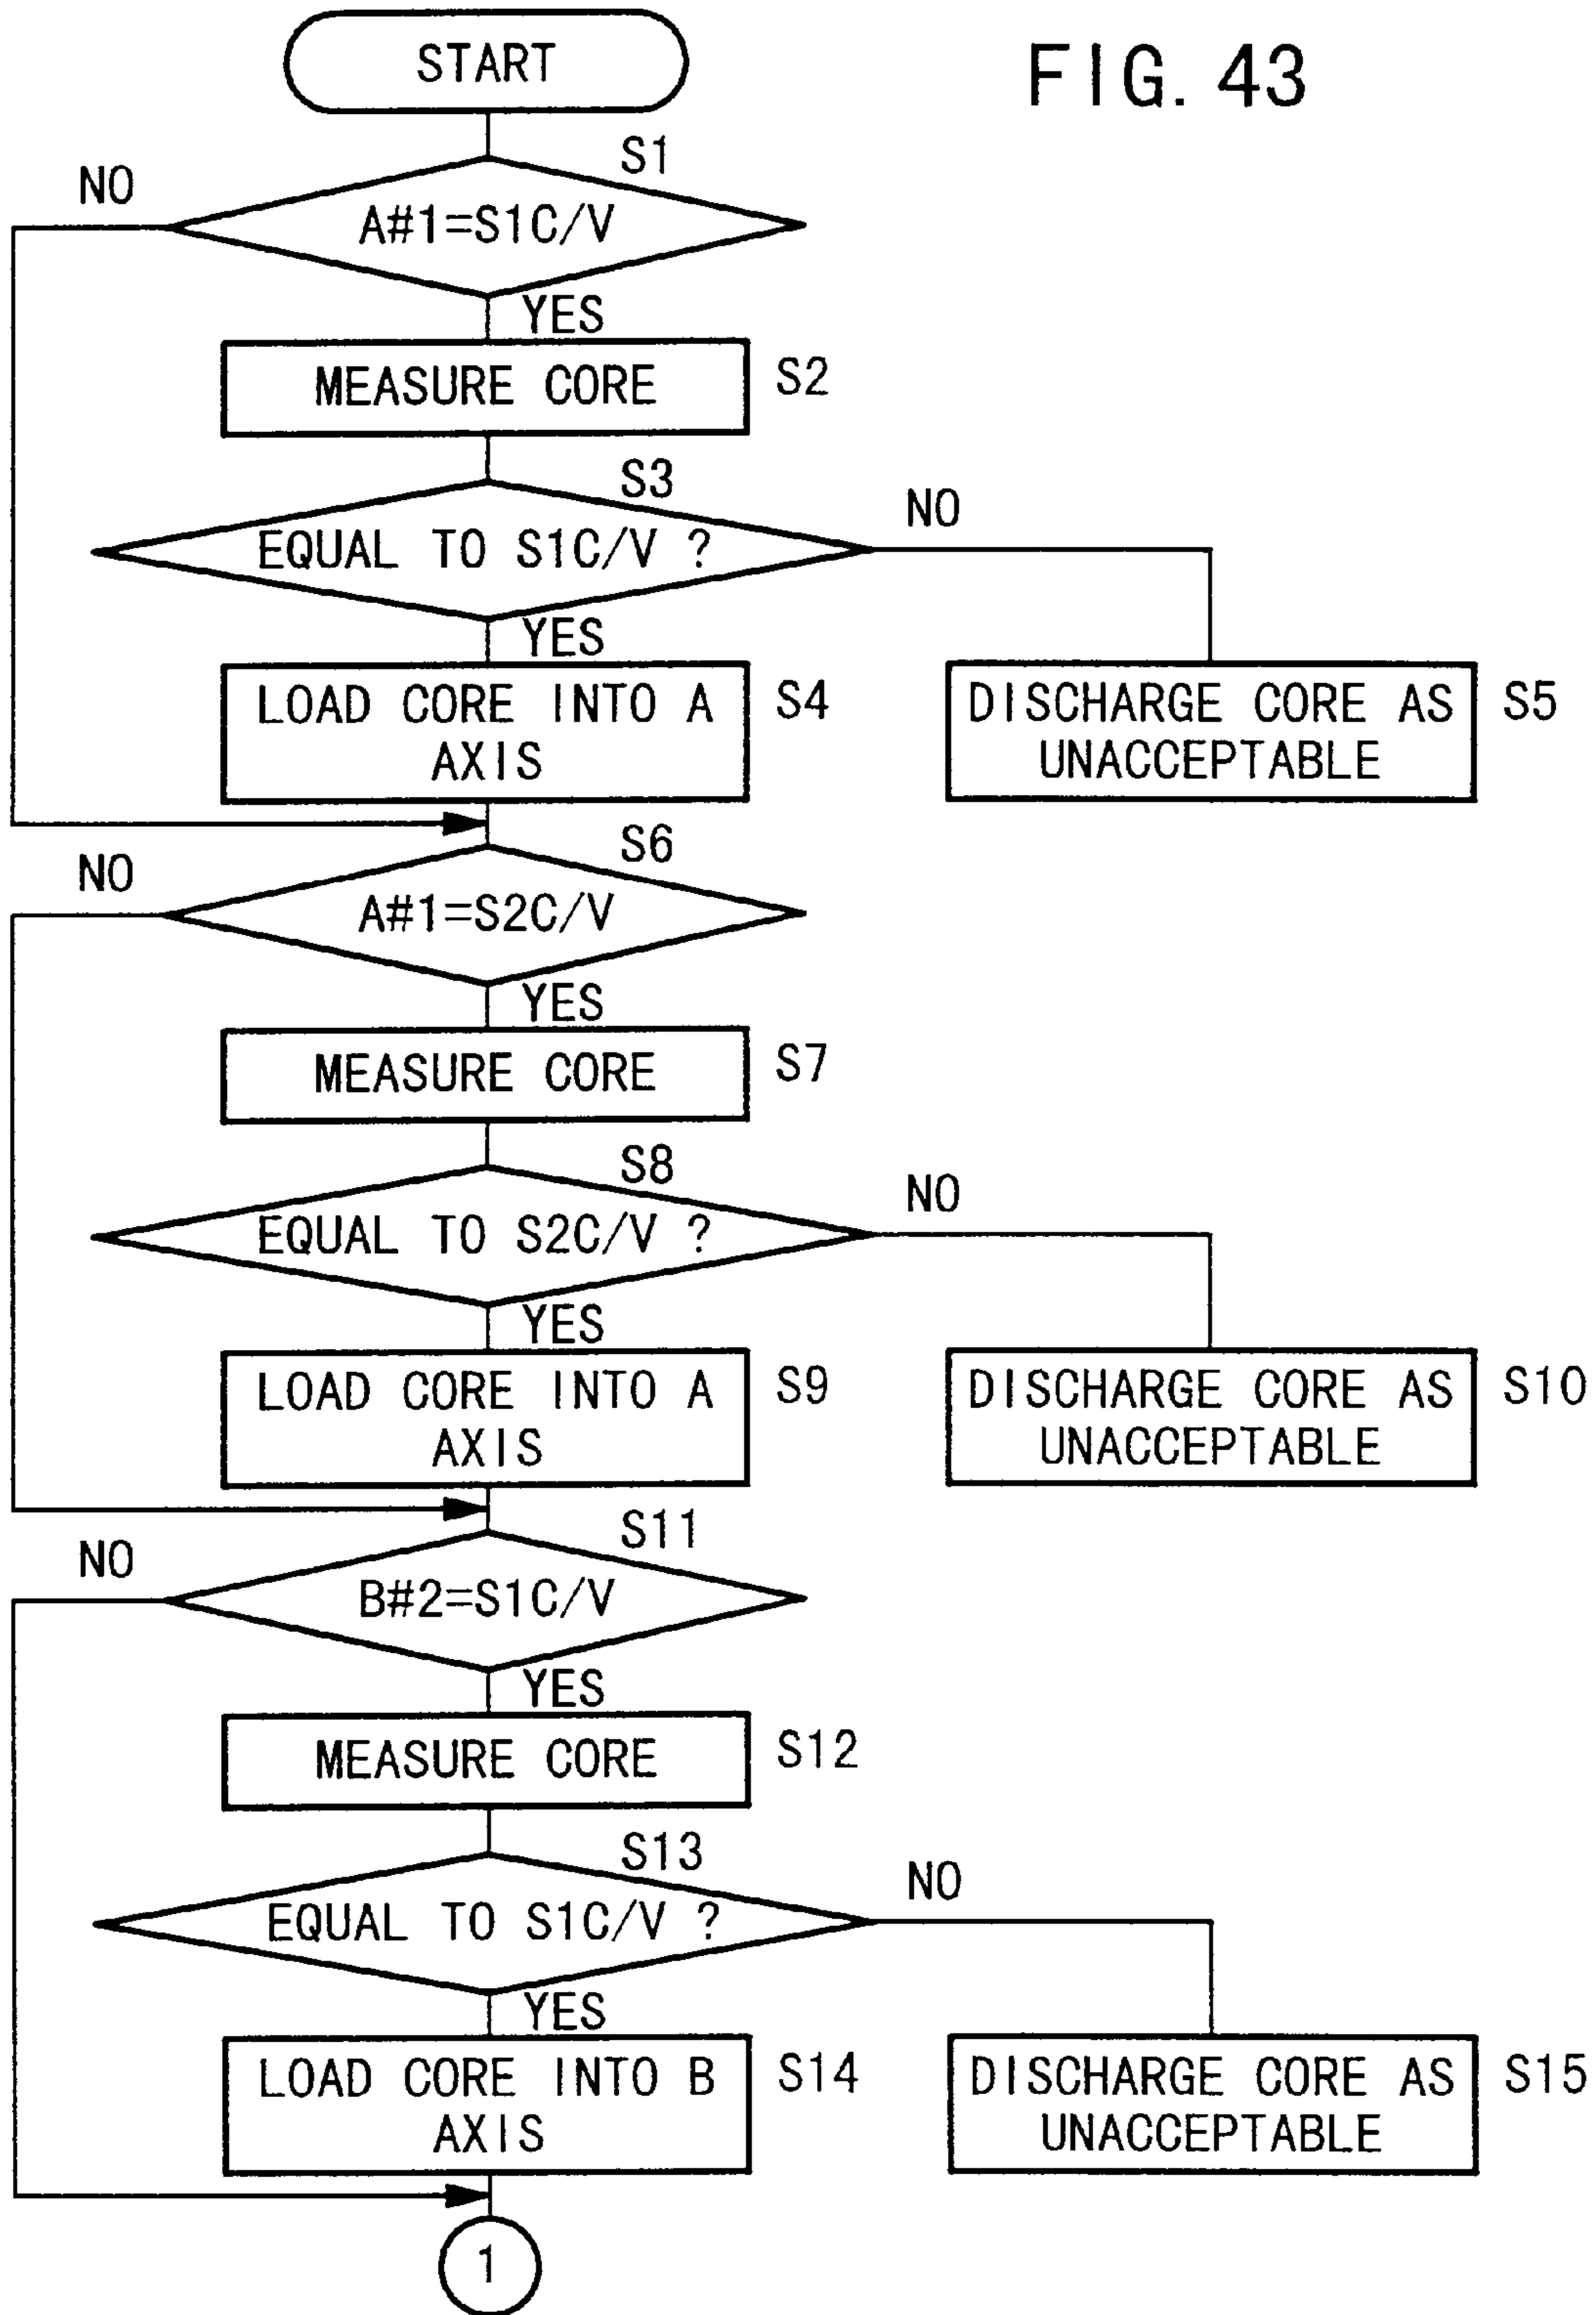 FIG. 43
START
S1
NO
A#1=S1C/V
YES
MEASURE CORE
S2
S3
NO
EQUAL TO S1C/V ?
YES
LOAD CORE INTO A
AXIS
S4
DISCHARGE CORE AS
UNACCEPTABLE
S5
S6
NO
A#1=S2C/V
YES
MEASURE CORE
S7
S8
NO
EQUAL TO S2C/V ?
YES
LOAD CORE INTO A
AXIS
S9
DISCHARGE CORE AS
UNACCEPTABLE
S10
S11
NO
B#2=S1C/V
YES
MEASURE CORE
S12
S13
NO
EQUAL TO S1C/V ?
YES
LOAD CORE INTO B
AXIS
S14
DISCHARGE CORE AS
UNACCEPTABLE
S15
1